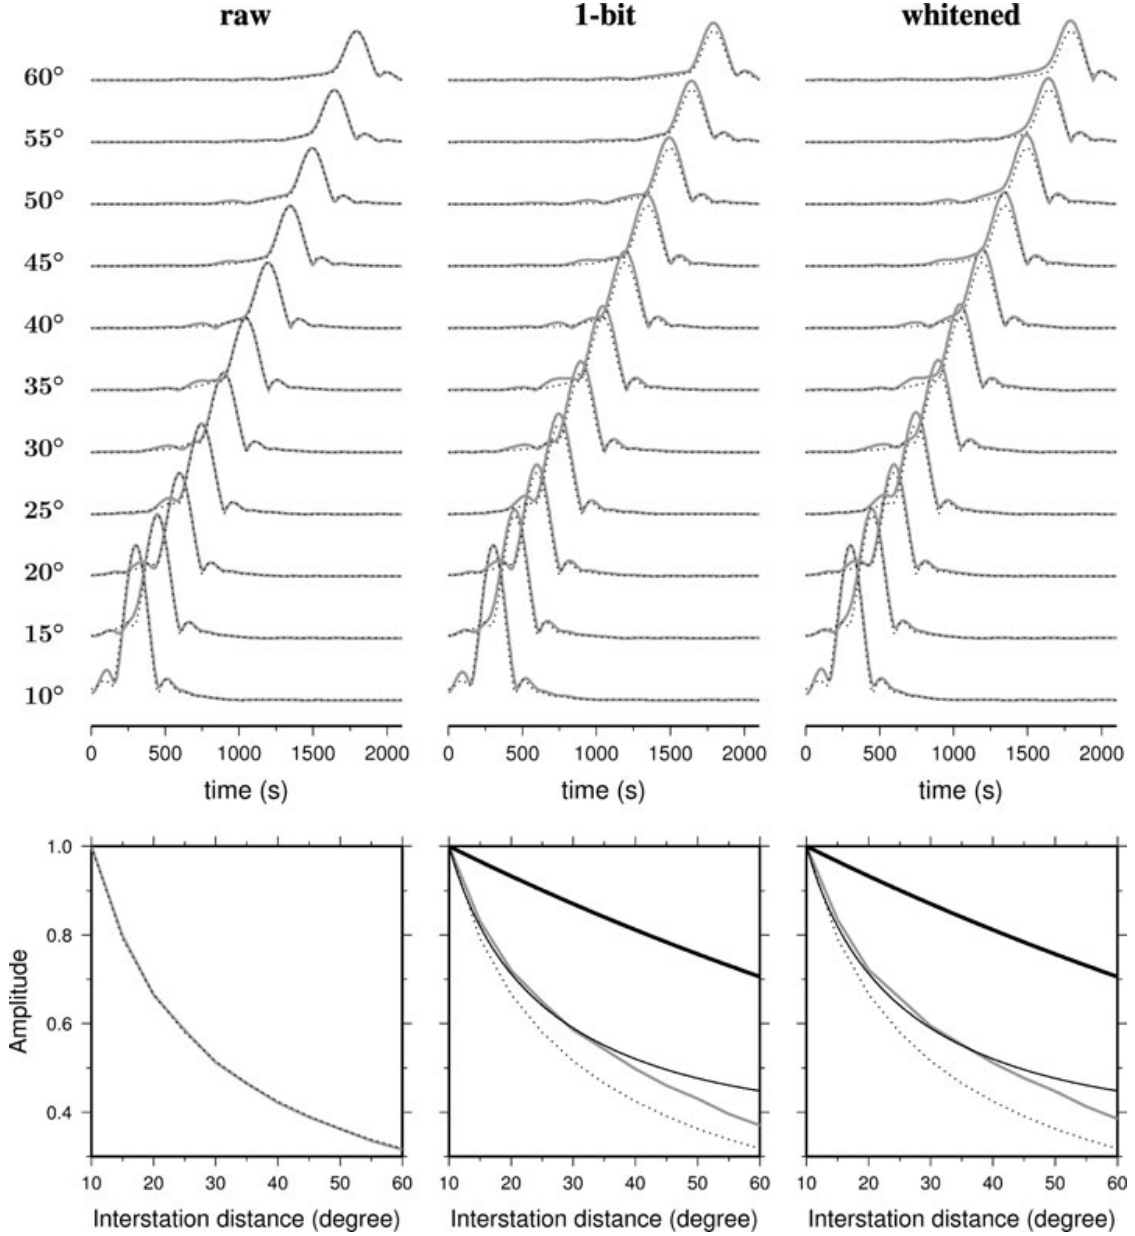 raw 1-bit whitened
60°
55°
50°
45°
40°
35°
30°
25°
20°
15°
10°
0 500 1000 1500 2000 0 500 1000 1500 2000 0 500 1000 1500 2000
time (s) time (s) time (s)
1.0
0.8
0.6
0.4
Amplitude
10 20 30 40 50 60 10 20 30 40 50 60 10 20 30 40 50 60
Interstation distance (degree) Interstation distance (degree) Interstation distance (degree)